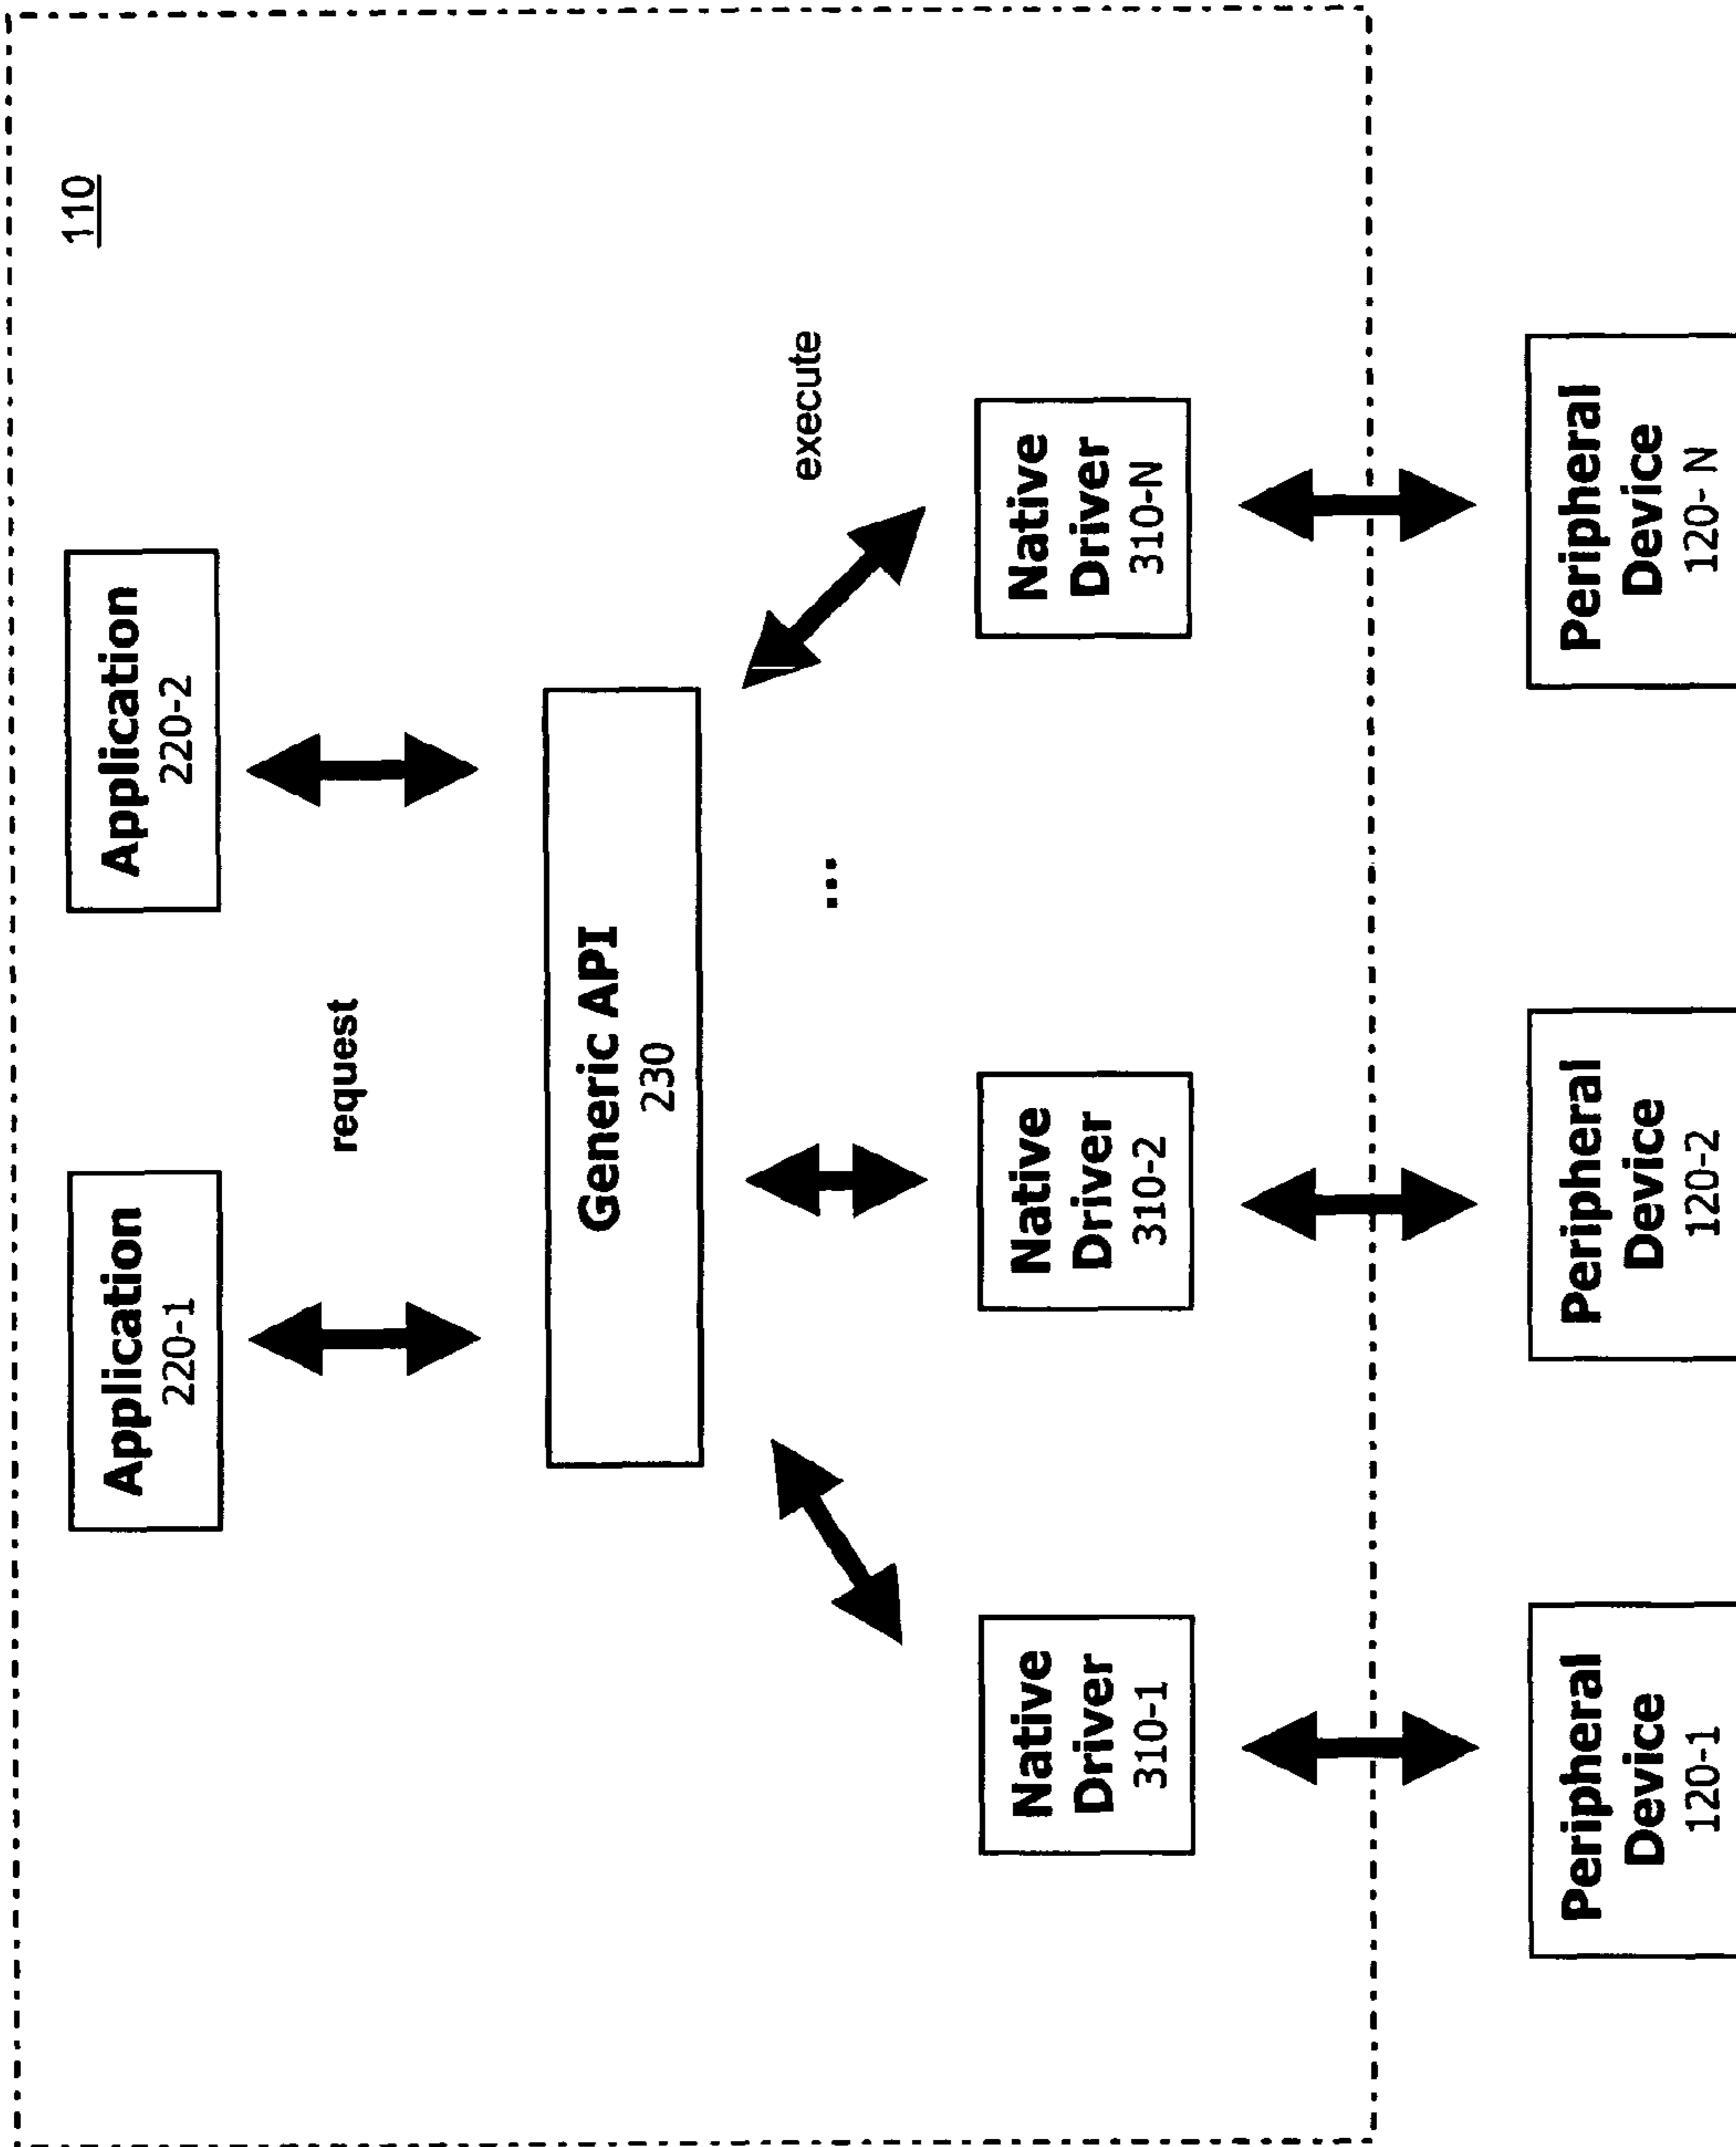 110
Application
220-1
Application
220-2
request
Generic API
230
...
execute
Native
Driver
310-1
Native
Driver
310-2
Native
Driver
310-N
Peripheral
Device
120-1
Peripheral
Device
120-2
Peripheral
Device
120- N